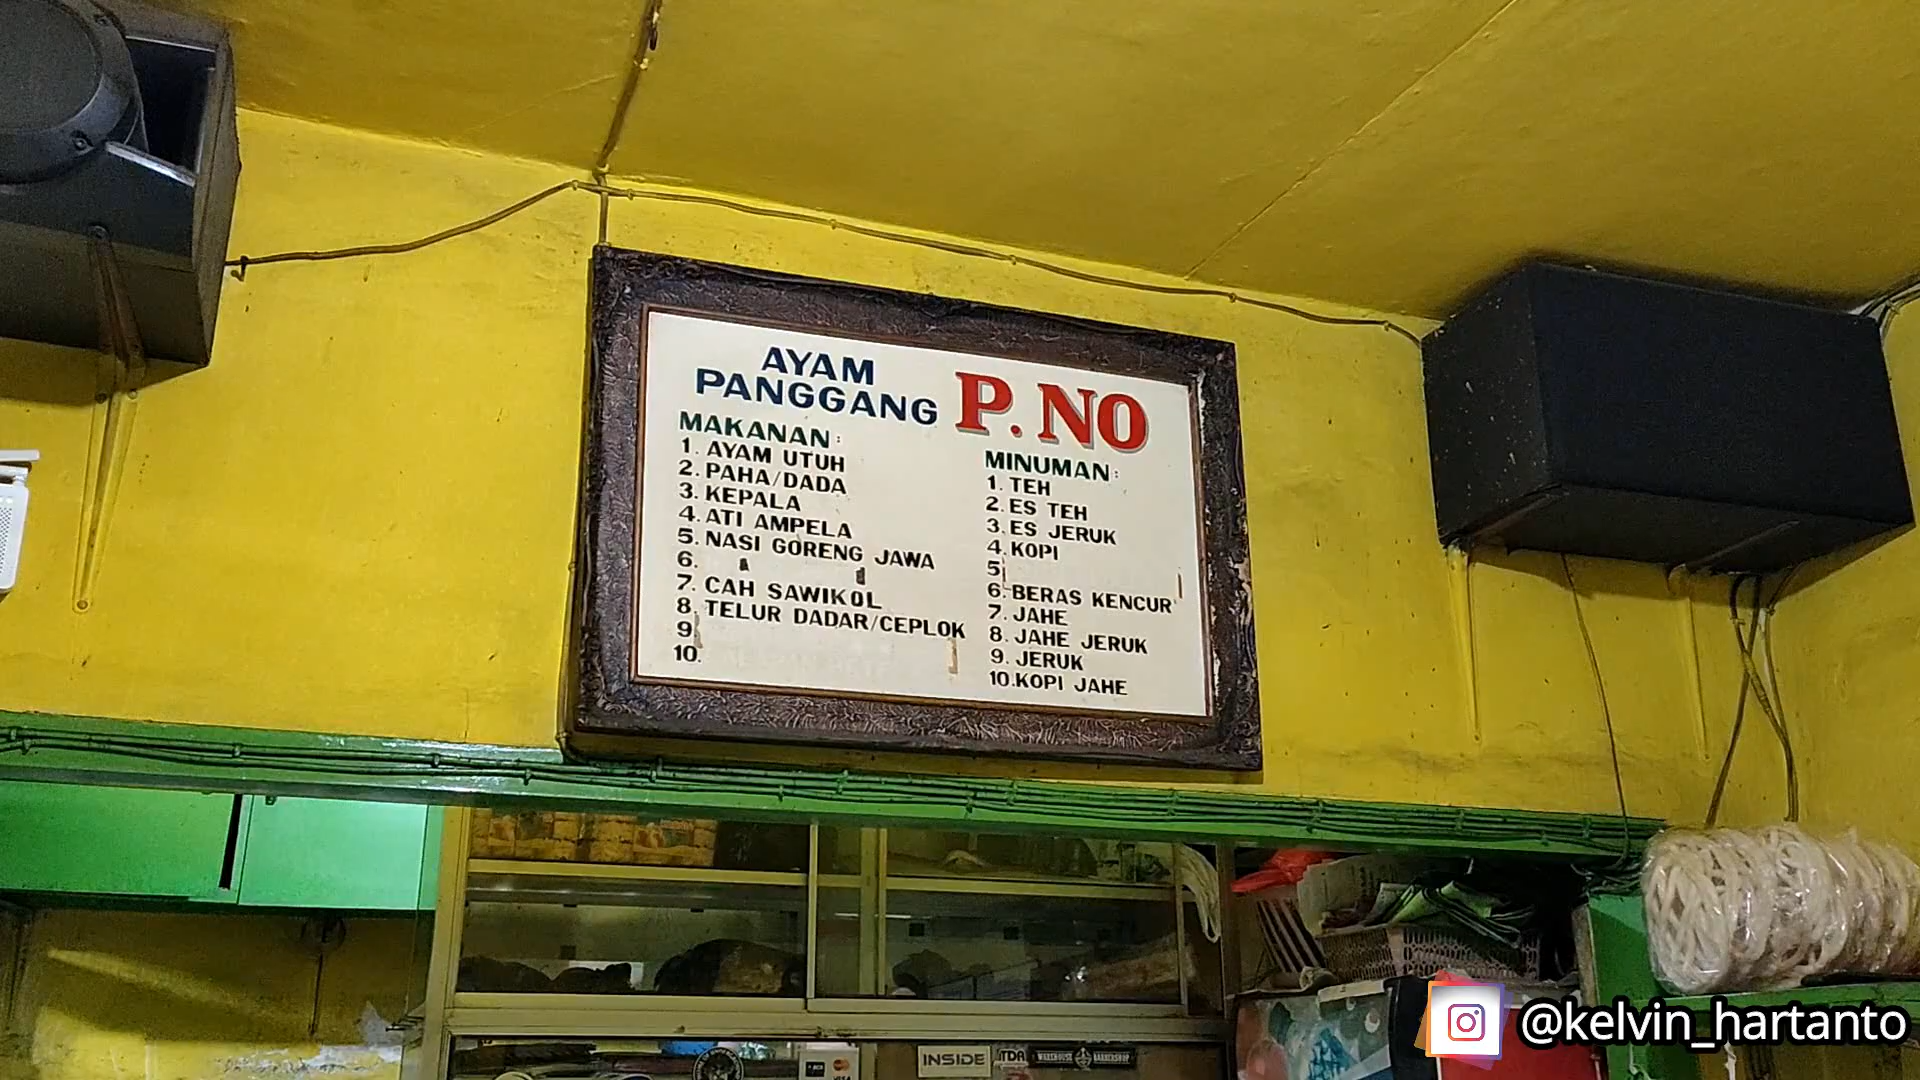 AYAM
PANGGANG P. NO
MAKANAN:
1. AYAM UTUH
2. PAHA/DADA
3. KEPALA
4. ATI AMPELA
5. NASI GORENG JAWA
6.
7. CAH SAWIKOL
8. TELUR DADAR/CEPLOK
9.
10.
MINUMAN:
1. TEH
2. ES TEH
3. ES JERUK
4. KOPI
5.
6. BERAS KENCUR
7. JAHE
8. JAHE JERUK
9. JERUK
10. KOPI JAHE
INSIDE
@kelvin_hartanto